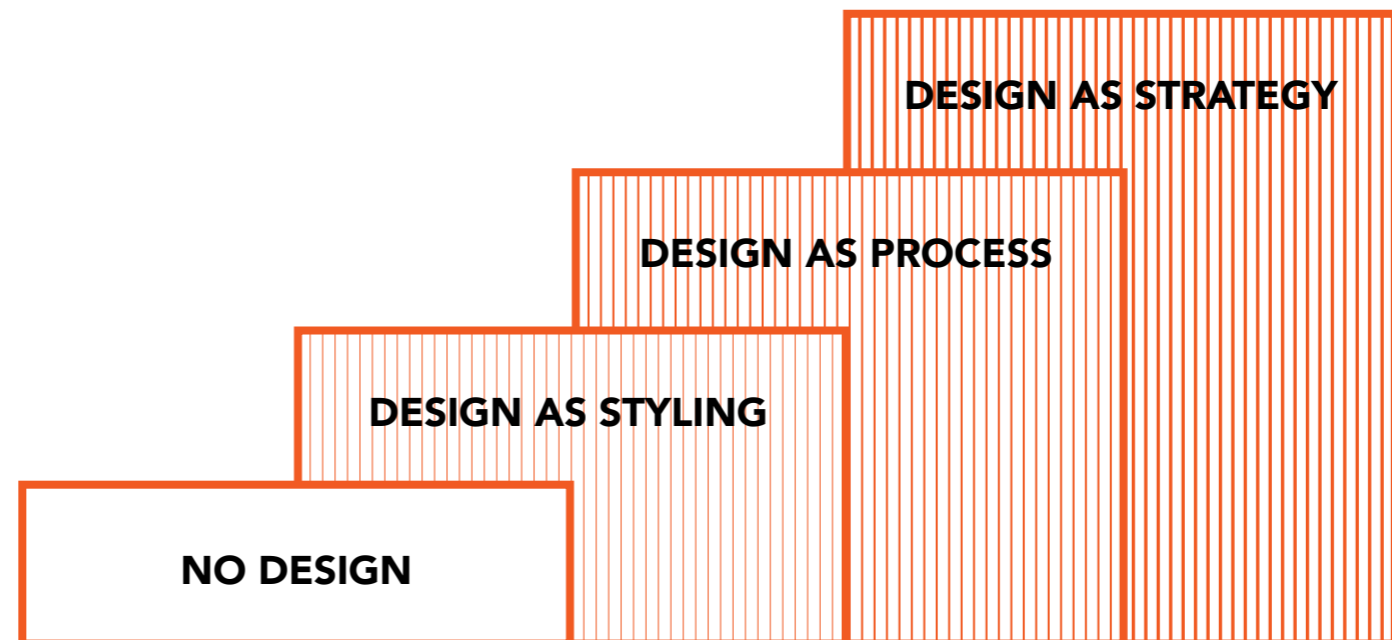 DESIGN AS STRATEGY
DESIGN AS PROCESS
DESIGN AS STYLING
NO DESIGN